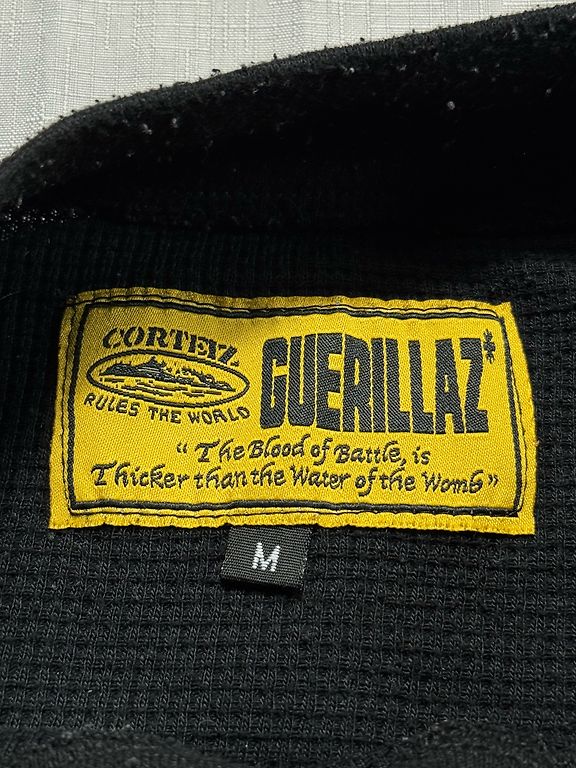 CORTEIZ
RULES THE WORLD
GUERILLAZ*
"The Blood of Battle, is
Thicker than the Water of the Womb"
M